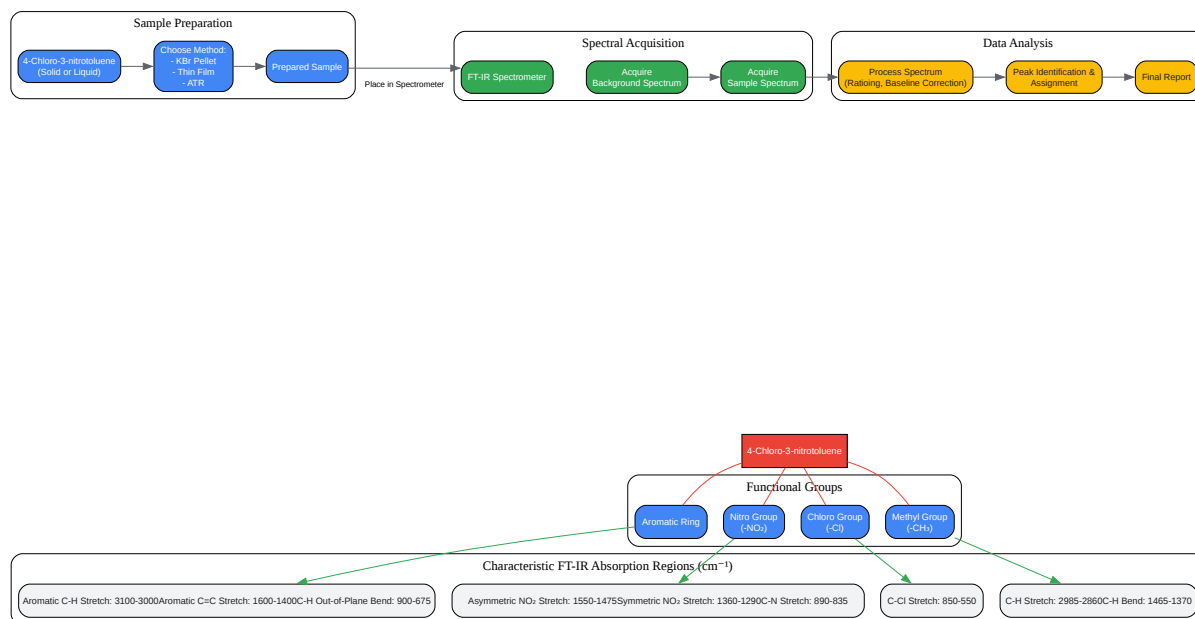 Sample Preparation
4-Chloro-3-nitrotoluene
(Solid or Liquid)
Choose Method:
- KBr Pellet
- Thin Film
- ATR
Prepared Sample
Place in Spectrometer
Spectral Acquisition
FT-IR Spectrometer
Acquire
Background Spectrum
Acquire
Sample Spectrum
Data Analysis
Process Spectrum
(Ratioing, Baseline Correction)
Peak Identification &
Assignment
Final Report
4-Chloro-3-nitrotoluene
Functional Groups
Aromatic Ring
Nitro Group
(-NO₂)
Chloro Group
(-Cl)
Methyl Group
(-CH₃)
Characteristic FT-IR Absorption Regions (cm⁻¹)
Aromatic C-H Stretch: 3100-3000Aromatic C=C Stretch: 1600-1400C-H Out-of-Plane Bend: 900-675
Asymmetric NO₂ Stretch: 1550-1475Symmetric NO₂ Stretch: 1360-1290C-N Stretch: 890-835
C-Cl Stretch: 850-550
C-H Stretch: 2985-2860C-H Bend: 1465-1370